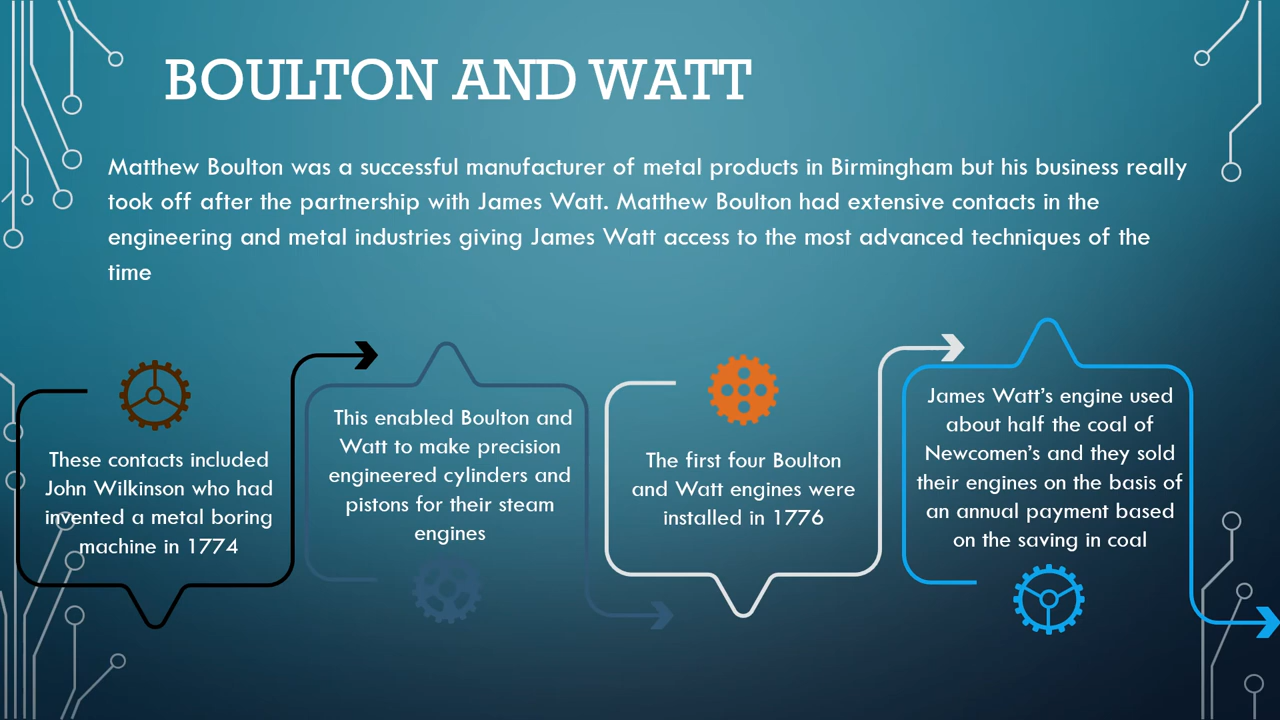 BOULTON AND WATT
Matthew Boulton was a successful manufacturer of metal products in Birmingham but his business really
took off after the partnership with James Watt. Matthew Boulton had extensive contacts in the
engineering and metal industries giving James Watt access to the most advanced techniques of the
time
These contacts included
John Wilkinson who had
invented a metal boring
machine in 1774
This enabled Boulton and
Watt to make precision
engineered cylinders and
pistons for their steam
engines
The first four Boulton
and Watt engines were
installed in 1776
James Watt’s engine used
about half the coal of
Newcomen’s and they sold
their engines on the basis of
an annual payment based
on the saving in coal